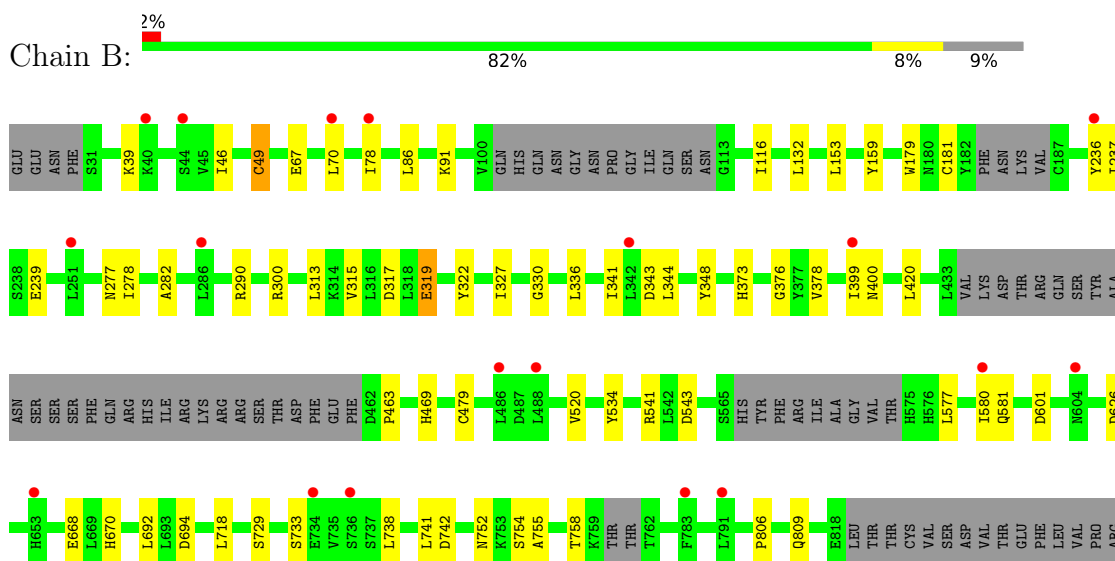 2%
Chain B:
82% 8% 9%
GLU GLU ASN PHE S31 K39 K40 S44 V45 I46 C49 E67 L70 I78 L86 K91 V100 GLN HIS GLN ASN GLY ASN PRO GLY ILE GLN SER ASN G113 I116 L132 L153 Y159 W179 N180 C181 Y182 PHE ASN LYS VAL C187 Y236
S238 E239 L251 N277 I278 A282 L286 R290 R300 L313 K314 V315 L316 D317 L318 E319 Y322 I327 G330 L336 I341 L342 D343 L344 Y348 H373 G376 Y377 V378 I399 N400 L420 L433 VAL LYS ASP THR ARG GLN SER TYR ALA
ASN SER SER SER PHE GLN ARG HIS ILE ARG LYS ARG ARG SER THR ASP PHE GLU PHE D462 P463 H469 C479 L486 D487 L488 V520 Y534 R541 L542 D543 S565 HIS TYR PHE ARG ILE ALA GLY VAL THR H575 H576 L577 I580 Q581 D601 N604
H653 E668 L669 H670 L692 L693 D694 L718 S729 S733 E734 V735 S736 S737 L738 L741 D742 N752 K753 S754 A755 T758 K759 THR THR T762 F783 L791 P806 Q809 E818 LEU THR THR CYS VAL SER ASP VAL THR GLU PHE LEU VAL PRO ARG